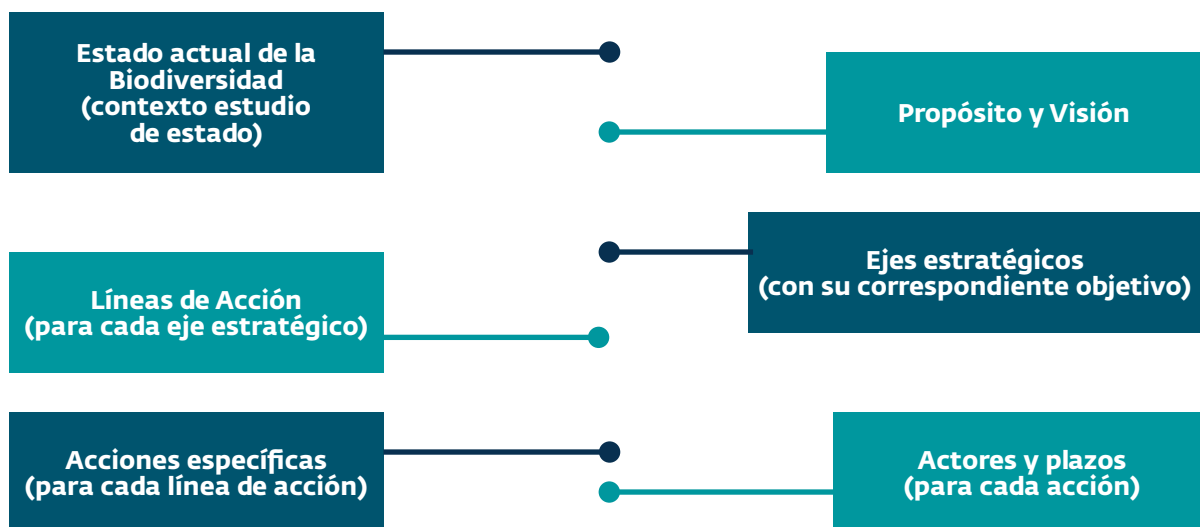 Estado actual de la
Biodiversidad
(contexto estudio
de estado)
Propósito y Visión
Ejes estratégicos
(con su correspondiente objetivo)
Líneas de Acción
(para cada eje estratégico)
Acciones específicas
(para cada línea de acción)
Actores y plazos
(para cada acción)